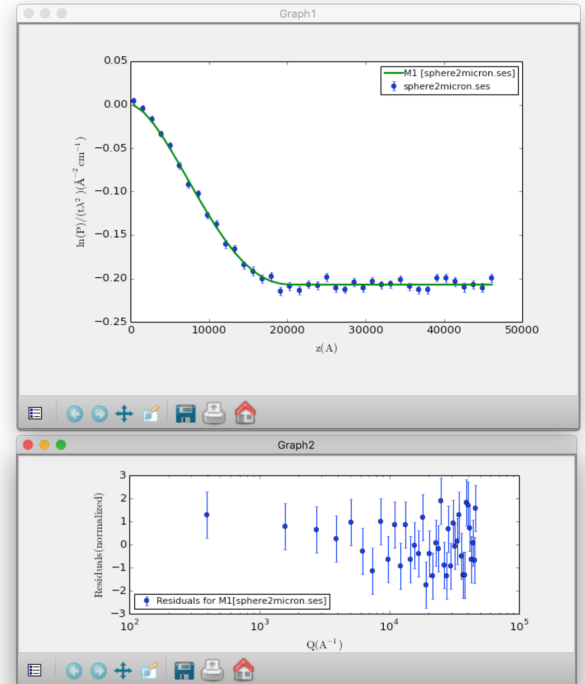 Graph1
0.05
0.00
−0.05
−0.10
−0.15
−0.20
−0.25
ln(P)/(tλ² )(Å⁻² cm⁻¹)
M1 [sphere2micron.ses]
sphere2micron.ses
0 10000 20000 30000 40000 50000
z(A)
Graph2
3
2
1
0
−1
−2
−3
Residuals(normalized)
Residuals for M1[sphere2micron.ses]
10² 10³ 10⁴ 10⁵
Q(A⁻¹)